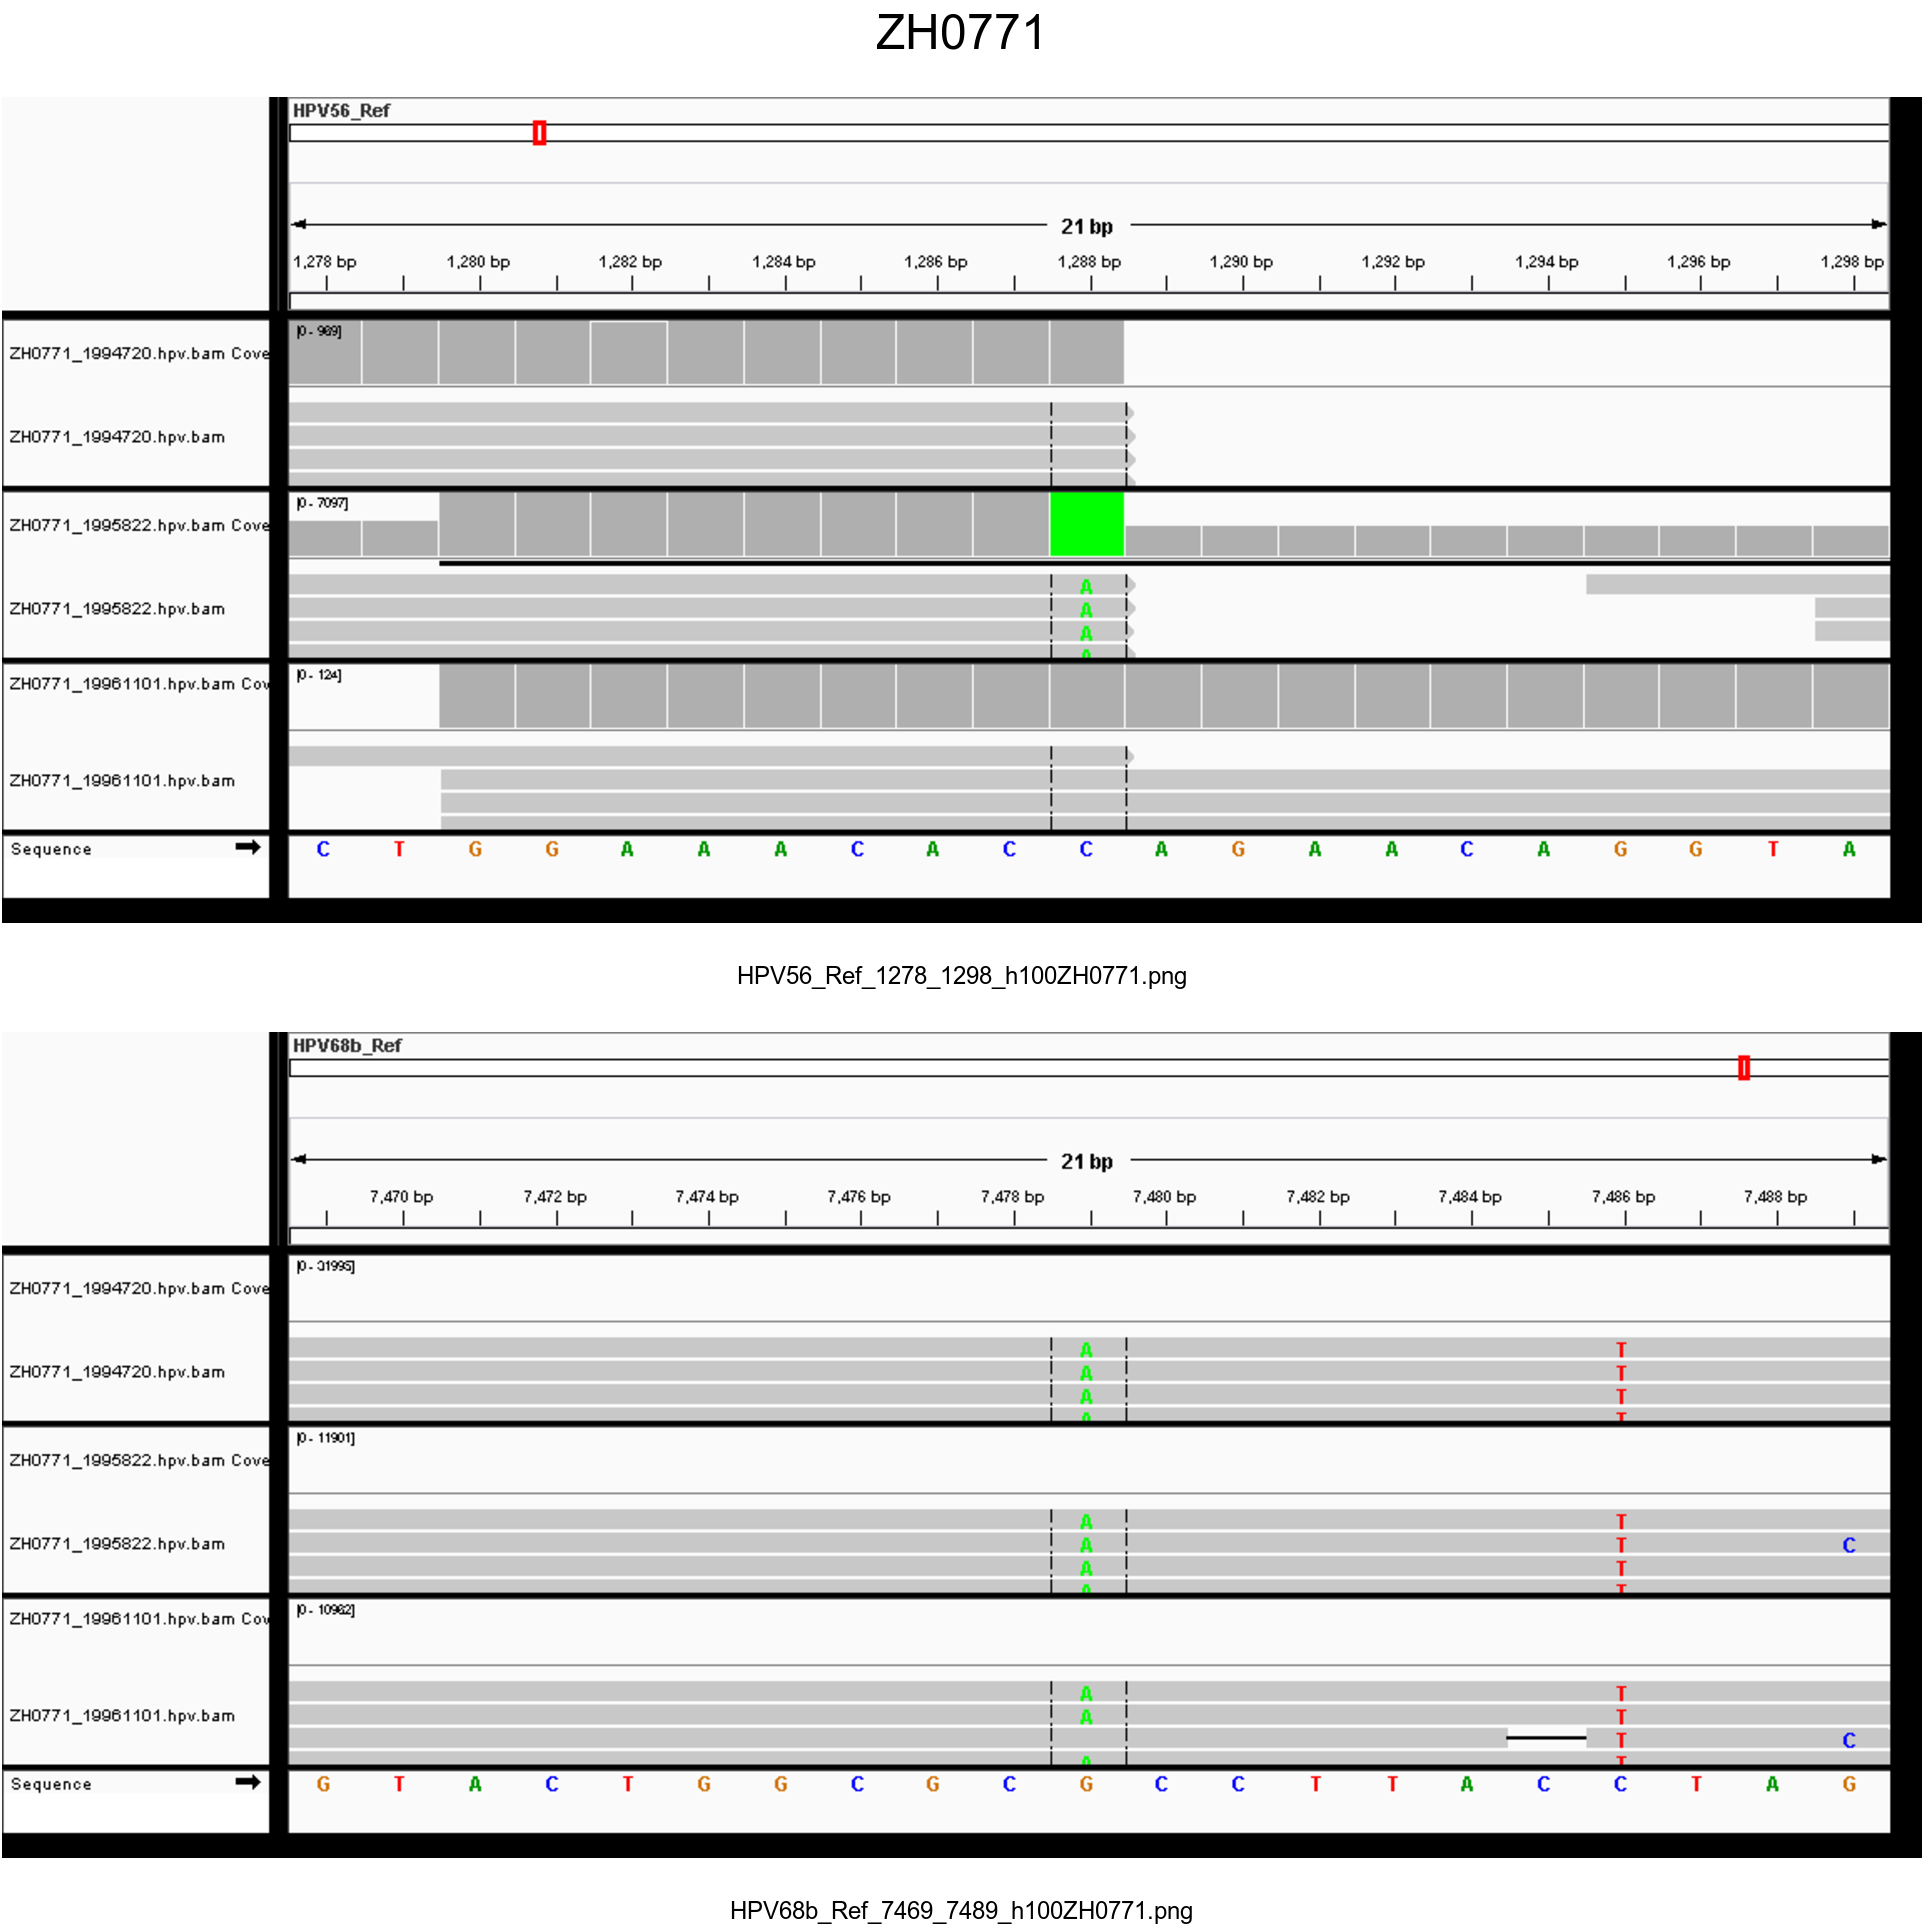 ZH0771
HPV56_Ref
21 bp
1,278 bp 1,280 bp 1,282 bp 1,284 bp 1,286 bp 1,288 bp 1,290 bp 1,292 bp 1,294 bp 1,296 bp 1,298 bp
[0 - 989]
ZH0771_1994720.hpv.bam Cove
ZH0771_1994720.hpv.bam
[0 - 7097]
ZH0771_1995822.hpv.bam Cove
A
ZH0771_1995822.hpv.bam A
A
A
[0 - 124]
ZH0771_19961101.hpv.bam Cov
ZH0771_19961101.hpv.bam
Sequence C T G G A A A C A C C A G A A C A G G T A
HPV56_Ref_1278_1298_h100ZH0771.png
HPV68b_Ref
21 bp
7,470 bp 7,472 bp 7,474 bp 7,476 bp 7,478 bp 7,480 bp 7,482 bp 7,484 bp 7,486 bp 7,488 bp
[0 - 31995]
ZH0771_1994720.hpv.bam Cove
A T
ZH0771_1994720.hpv.bam A T
A T
A T
[0 - 11901]
ZH0771_1995822.hpv.bam Cove
A T
ZH0771_1995822.hpv.bam A T C
A T
A T
[0 - 10962]
ZH0771_19961101.hpv.bam Cov
A T
ZH0771_19961101.hpv.bam A T
T C
A T
Sequence G T A C T G G C G C G C C T T A C C T A G
HPV68b_Ref_7469_7489_h100ZH0771.png